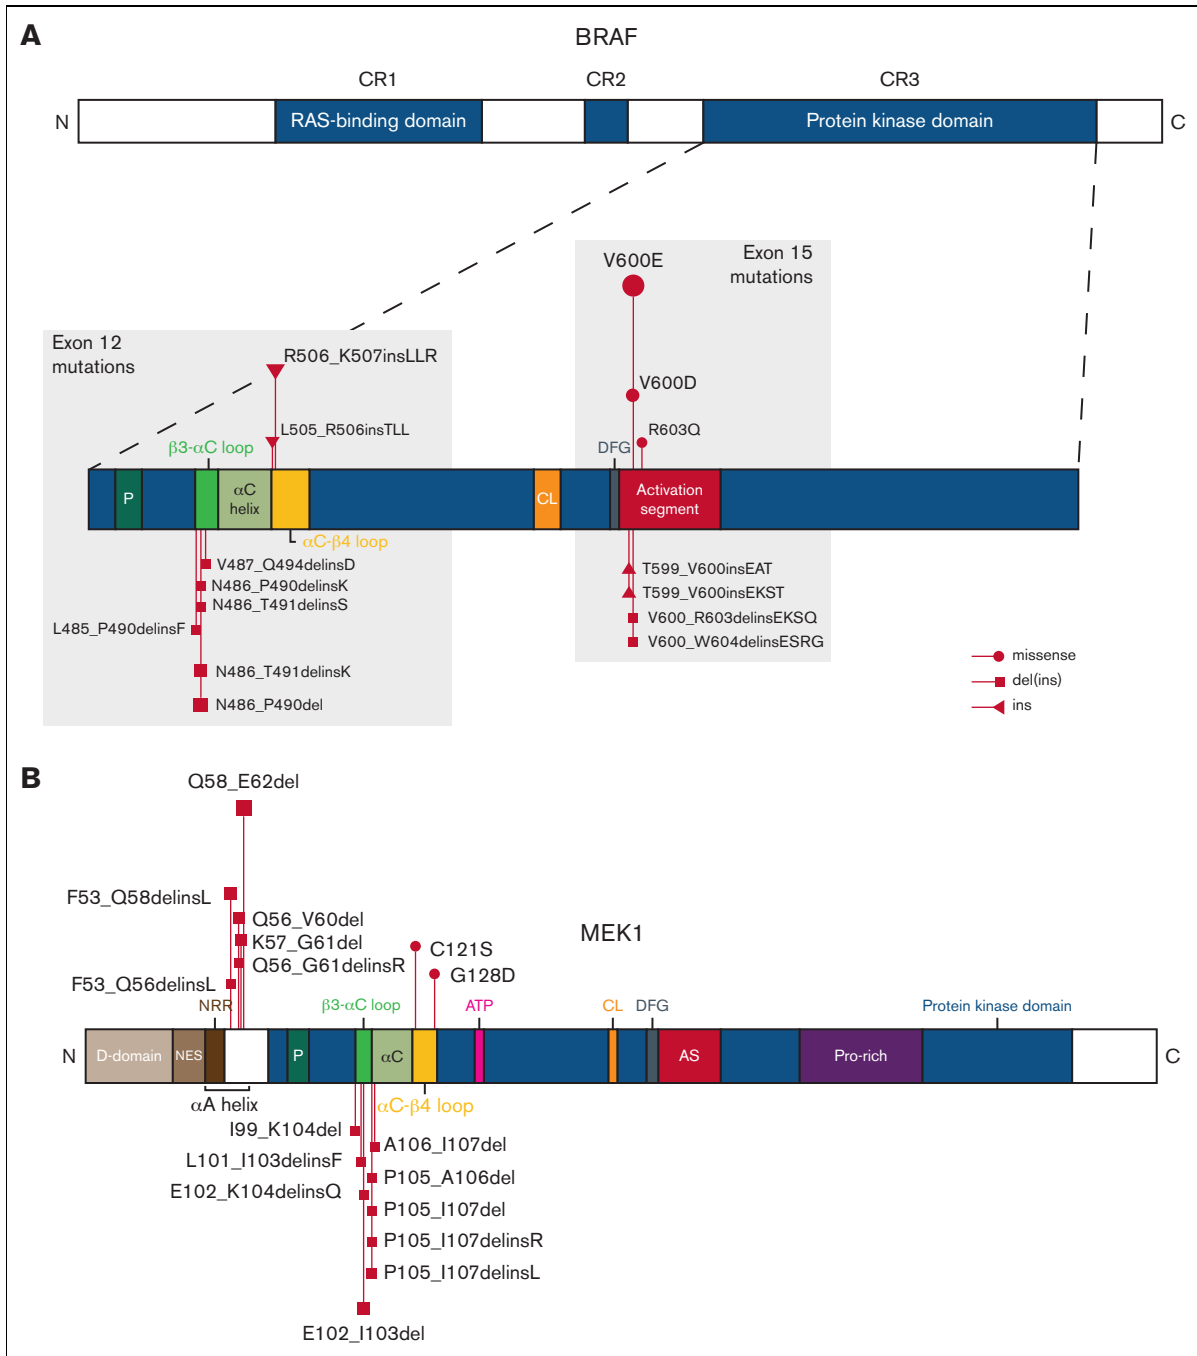 A
BRAF
CR1
CR2
CR3
N
RAS-binding domain
Protein kinase domain
C
Exon 12
mutations
Exon 15
mutations
V600E
R506_K507insLLR
V600D
L505_R506insTLL
R603Q
β3-αC loop
DFG
P
αC
helix
CL
Activation
segment
αC-β4 loop
V487_Q494delinsD
N486_P490delinsK
N486_T491delinsS
L485_P490delinsF
N486_T491delinsK
N486_P490del
T599_V600insEAT
T599_V600insEKST
V600_R603delinsEKSQ
V600_W604delinsESRG
missense
del(ins)
ins
B
Q58_E62del
F53_Q58delinsL
Q56_V60del
K57_G61del
Q56_G61delinsR
F53_Q56delinsL
MEK1
C121S
G128D
NRR
β3-αC loop
ATP
CL
DFG
Protein kinase domain
N
D-domain
NES
P
αC
AS
Pro-rich
C
αA helix
αC-β4 loop
I99_K104del
L101_I103delinsF
E102_K104delinsQ
A106_I107del
P105_A106del
P105_I107del
P105_I107delinsR
P105_I107delinsL
E102_I103del